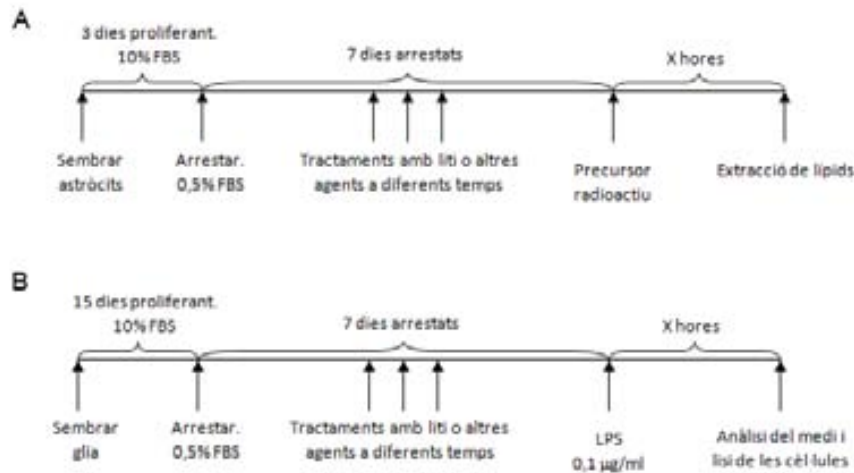 A
3 dies proliferant.
10% FBS
7 dies arrestats
X hores
Sembrar
astròcits
Arrestar.
0,5% FBS
Tractaments amb liti o altres
agents a diferents temps
Precursor
radioactiu
Extracció de lípids
B
15 dies proliferant.
10% FBS
7 dies arrestats
X hores
Sembrar
glia
Arrestar.
0,5% FBS
Tractaments amb liti o altres
agents a diferents temps
LPS
0,1 µg/ml
Anàlisi del medi i
lisi de les cèl·lules